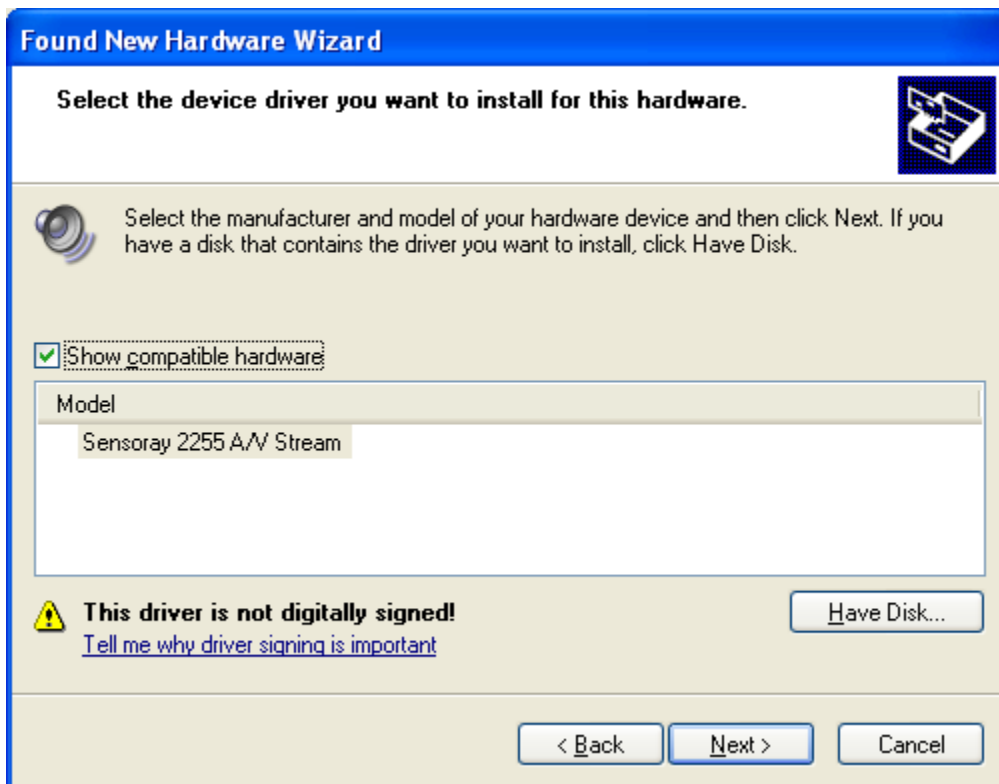 Found New Hardware Wizard
Select the device driver you want to install for this hardware.
Select the manufacturer and model of your hardware device and then click Next. If you
have a disk that contains the driver you want to install, click Have Disk.
Show compatible hardware
Model
Sensoray 2255 A/V Stream
This driver is not digitally signed!
Have Disk...
Tell me why driver signing is important
< Back
Next >
Cancel